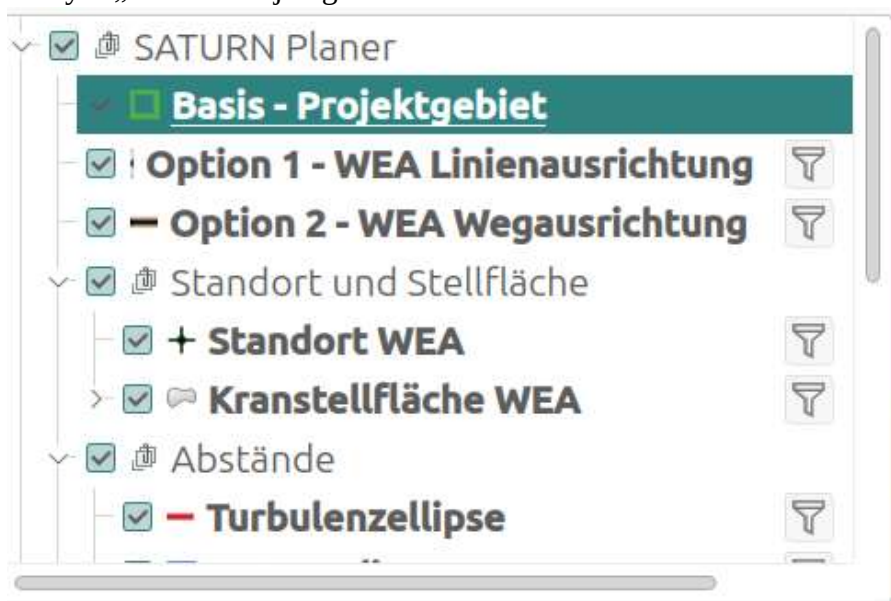 SATURN Planer
Basis - Projektgebiet
Option 1 - WEA Linienausrichtung
Option 2 - WEA Wegausrichtung
Standort und Stellfläche
Standort WEA
Kranstellfläche WEA
Abstände
Turbulenzellipse